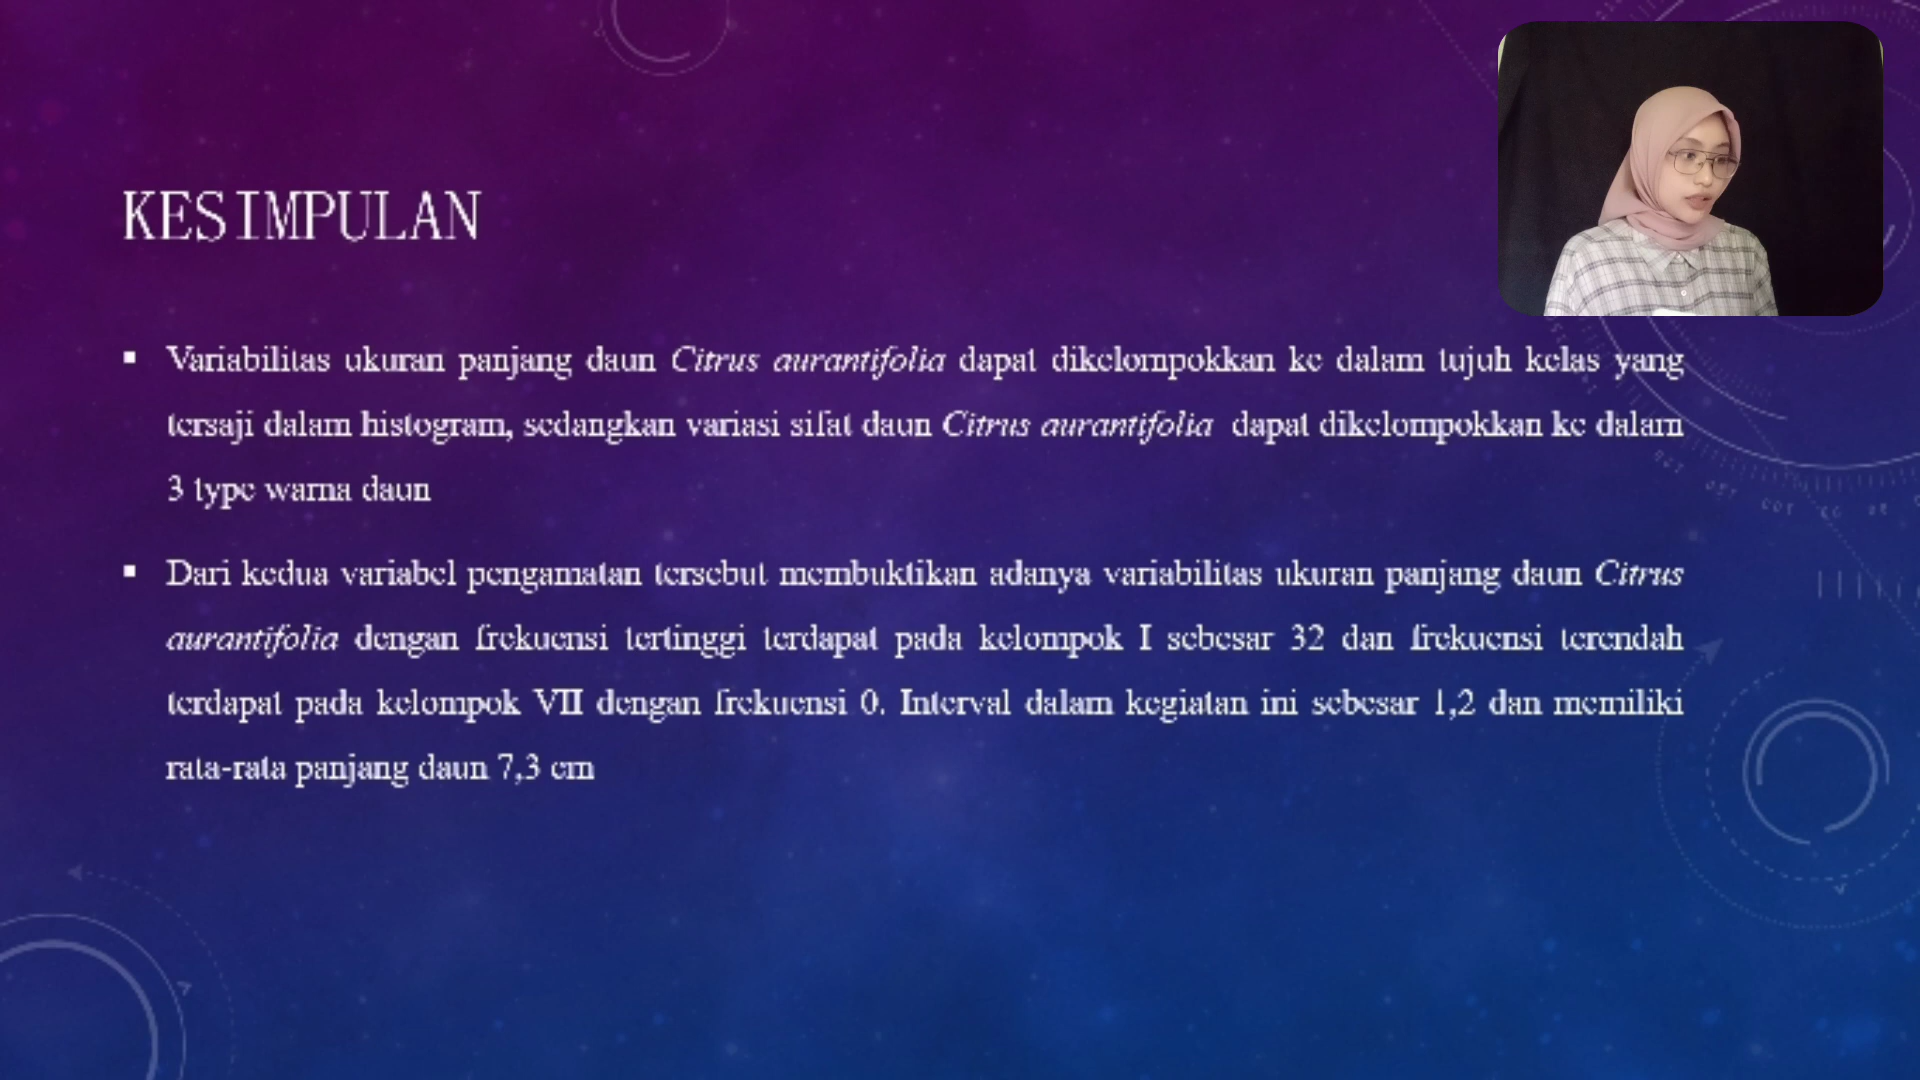 KESIMPULAN
▪ Variabilitas ukuran panjang daun Citrus aurantifolia dapat dikelompokkan ke dalam tujuh kelas yang
tersaji dalam histogram, sedangkan variasi sifat daun Citrus aurantifolia dapat dikelompokkan ke dalam
3 type warna daun
▪ Dari kedua variabel pengamatan tersebut membuktikan adanya variabilitas ukuran panjang daun Citrus
aurantifolia dengan frekuensi tertinggi terdapat pada kelompok I sebesar 32 dan frekuensi terendah
terdapat pada kelompok VII dengan frekuensi 0. Interval dalam kegiatan ini sebesar 1,2 dan memiliki
rata-rata panjang daun 7,3 cm